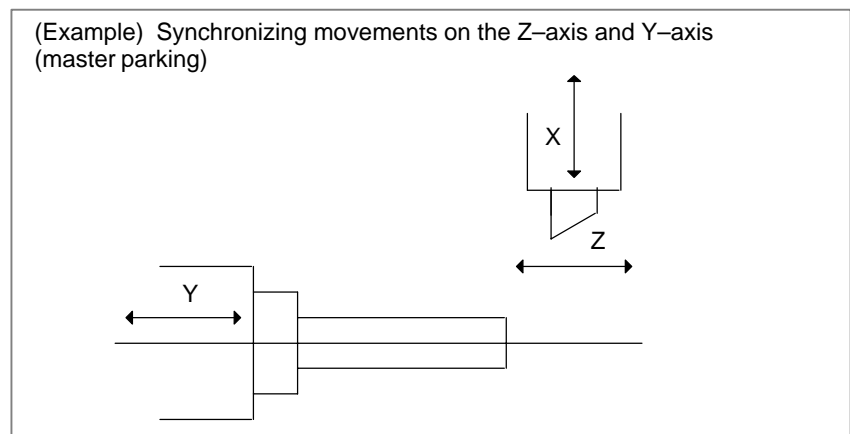 (Example) Synchronizing movements on the Z–axis and Y–axis
(master parking)
X
Z
Y